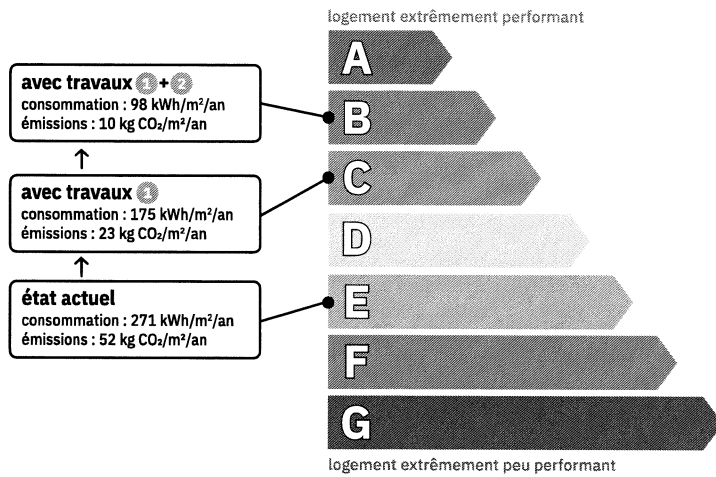 logement extrêmement performant
A
avec travaux 1 + 2
consommation : 98 kWh/m²/an
émissions : 10 kg CO₂/m²/an
B
avec travaux 1
consommation : 175 kWh/m²/an
émissions : 23 kg CO₂/m²/an
C
D
état actuel
consommation : 271 kWh/m²/an
émissions : 52 kg CO₂/m²/an
E
F
G
logement extrêmement peu performant